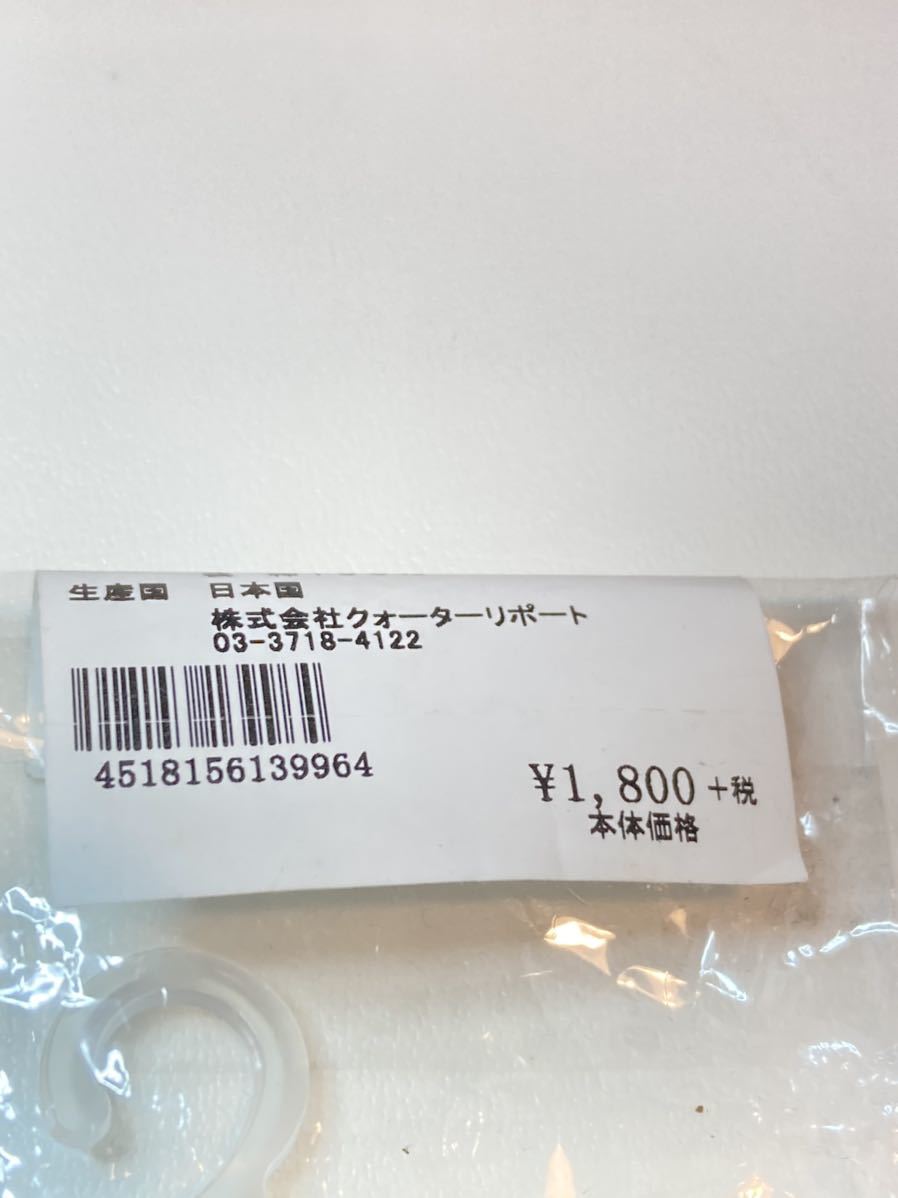 生産国 日本国
株式会社クォーターリポート
03-3718-4122
4518156139964
¥1,800+税
本体価格